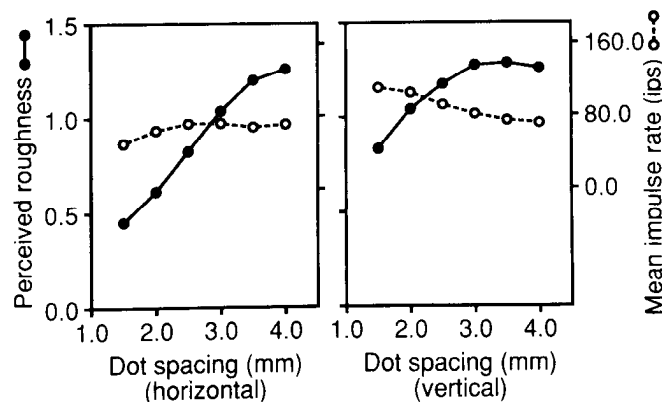 Perceived roughness
1.5
1.0
0.5
0.0
1.0 2.0 3.0 4.0
Dot spacing (mm)
(horizontal)
1.0 2.0 3.0 4.0
Dot spacing (mm)
(vertical)
160.0
80.0
0.0
Mean impulse rate (ips)